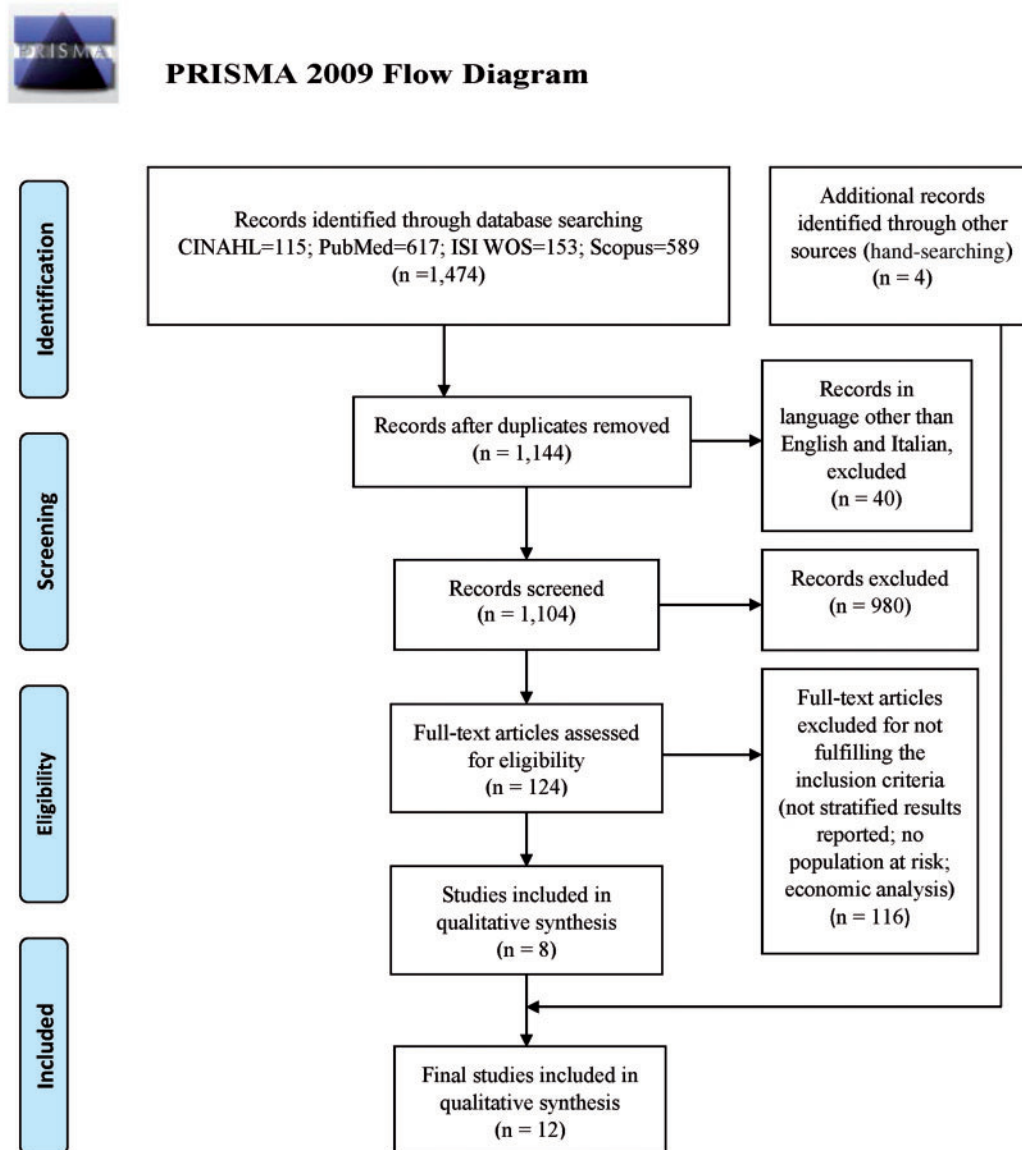 PRISMA
PRISMA 2009 Flow Diagram
Identification
Records identified through database searching
CINAHL=115; PubMed=617; ISI WOS=153; Scopus=589
(n =1,474)
Additional records
identified through other
sources (hand-searching)
(n = 4)
Records after duplicates removed
(n = 1,144)
Records in
language other than
English and Italian,
excluded
(n = 40)
Screening
Records screened
(n = 1,104)
Records excluded
(n = 980)
Eligibility
Full-text articles assessed
for eligibility
(n = 124)
Full-text articles
excluded for not
fulfilling the
inclusion criteria
(not stratified results
reported; no
population at risk;
economic analysis)
(n = 116)
Studies included in
qualitative synthesis
(n = 8)
Included
Final studies included in
qualitative synthesis
(n = 12)